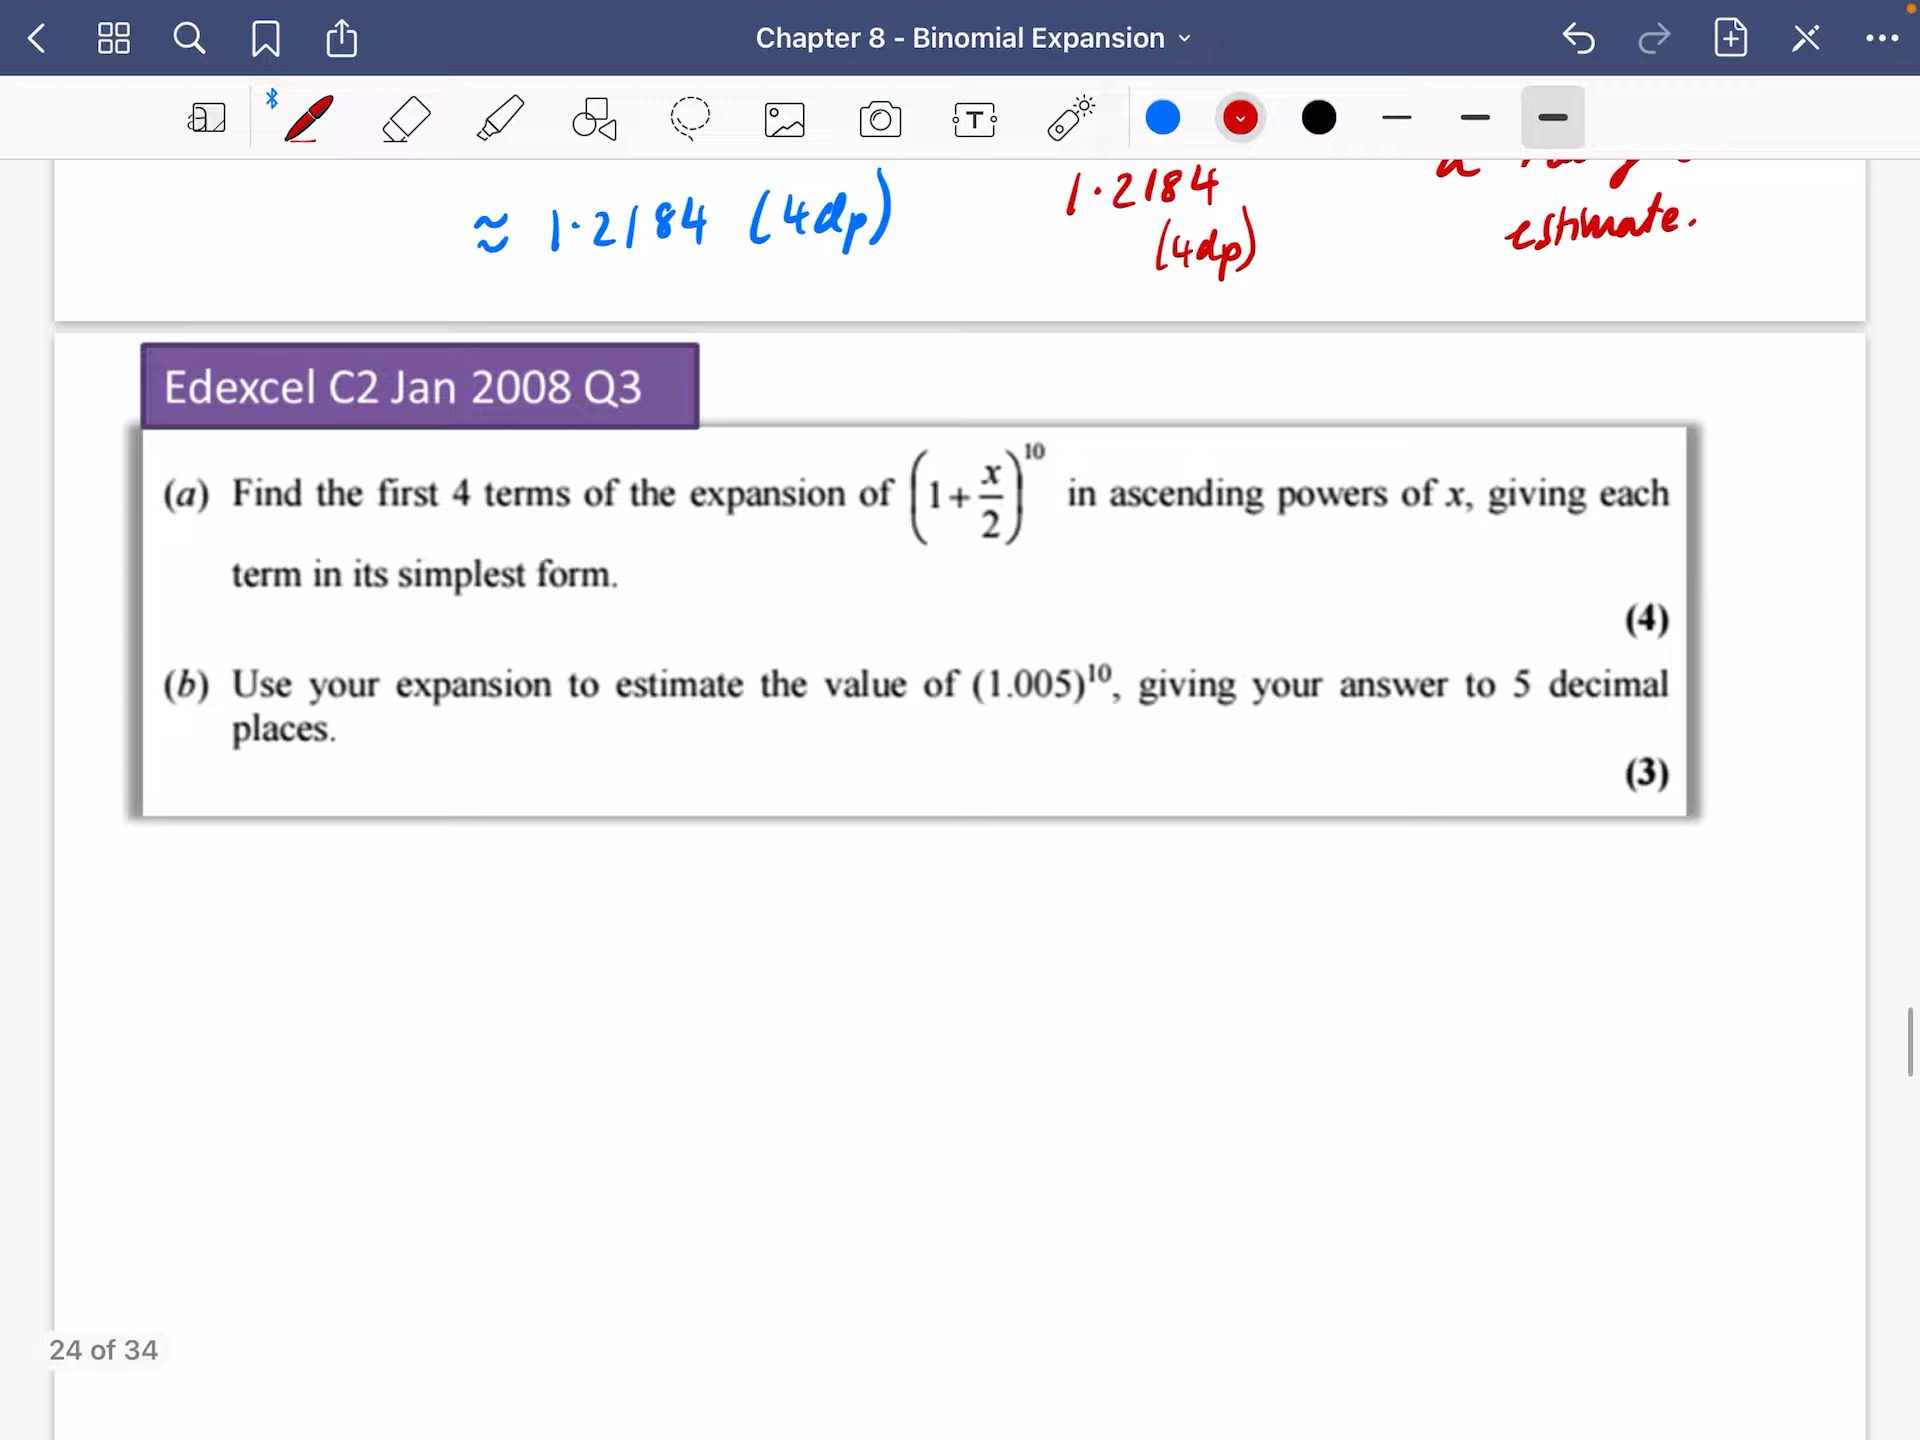 Chapter 8 - Binomial Expansion
≈ 1.2184 (4dp)
1.2184
(4dp)
estimate.
Edexcel C2 Jan 2008 Q3
(a) Find the first 4 terms of the expansion of (1 + x/2)^10 in ascending powers of x, giving each
term in its simplest form.
(4)
(b) Use your expansion to estimate the value of (1.005)^10, giving your answer to 5 decimal
places.
(3)
24 of 34